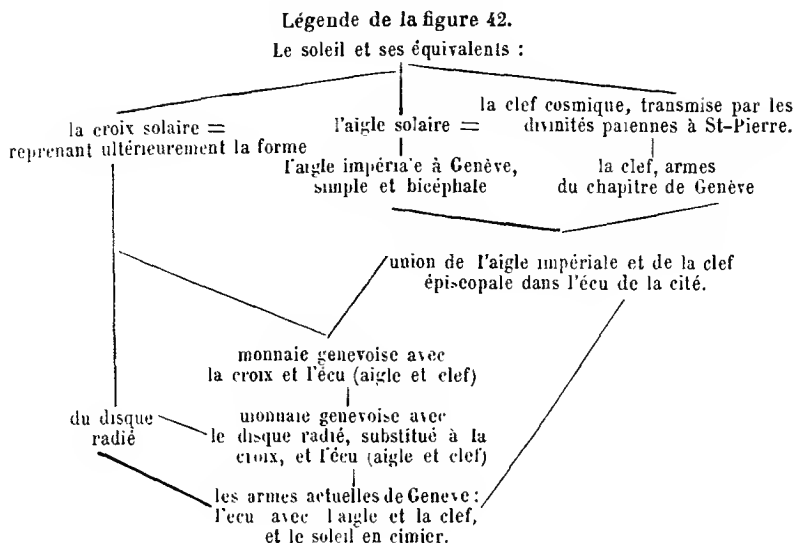 Légende de la figure 42.
Le soleil et ses équivalents :
la croix solaire =
reprenant ultérieurement la forme
l'aigle solaire =
la clef cosmique, transmise par les
divinités paiennes à St-Pierre.
l'aigle impéria'e à Genève,
simple et bicéphale
la clef, armes
du chapitre de Genève
union de l'aigle impériale et de la clef
épiscopale dans l'écu de la cité.
monnaie genevoise avec
la croix et l'écu (aigle et clef)
du disque
radié
monnaie genevoise avec
le disque radié, substitué à la
croix, et l'écu (aigle et clef)
les armes actuelles de Geneve :
l'ecu avec l aigle et la clef,
et le soleil en cimier.